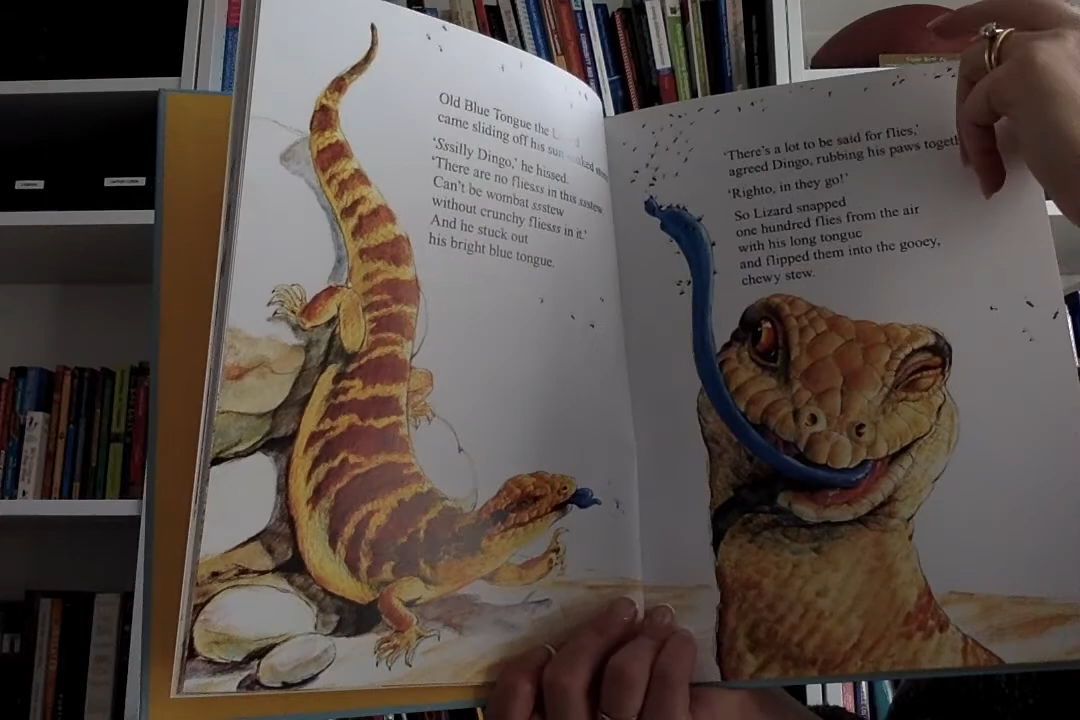 Old Blue Tongue the
came sliding off his sun
'Sssilly Dingo,' he hissed.
'There are no fliesss in this ssstew.
Can't be wombat ssstew
without crunchy fliesss in it.'
And he stuck out
his bright blue tongue.
'There's a lot to be said for flies,'
agreed Dingo, rubbing his paws
'Righto, in they go!'
So Lizard snapped
one hundred flies from the air
with his long tongue
and flipped them into the gooey,
chewy stew.